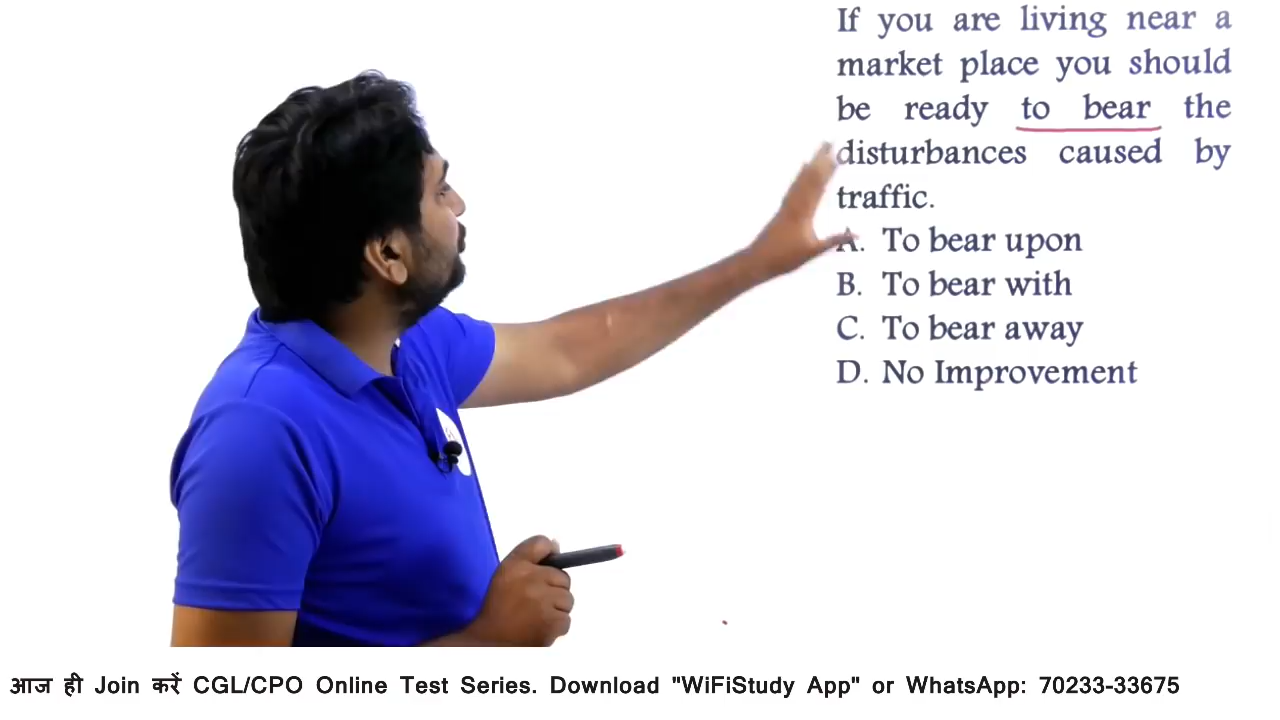 If you are living near a
market place you should
be ready to bear the
disturbances caused by
traffic.
A. To bear upon
B. To bear with
C. To bear away
D. No Improvement
आज ही Join करें CGL/CPO Online Test Series. Download "WiFiStudy App" or WhatsApp: 70233-33675